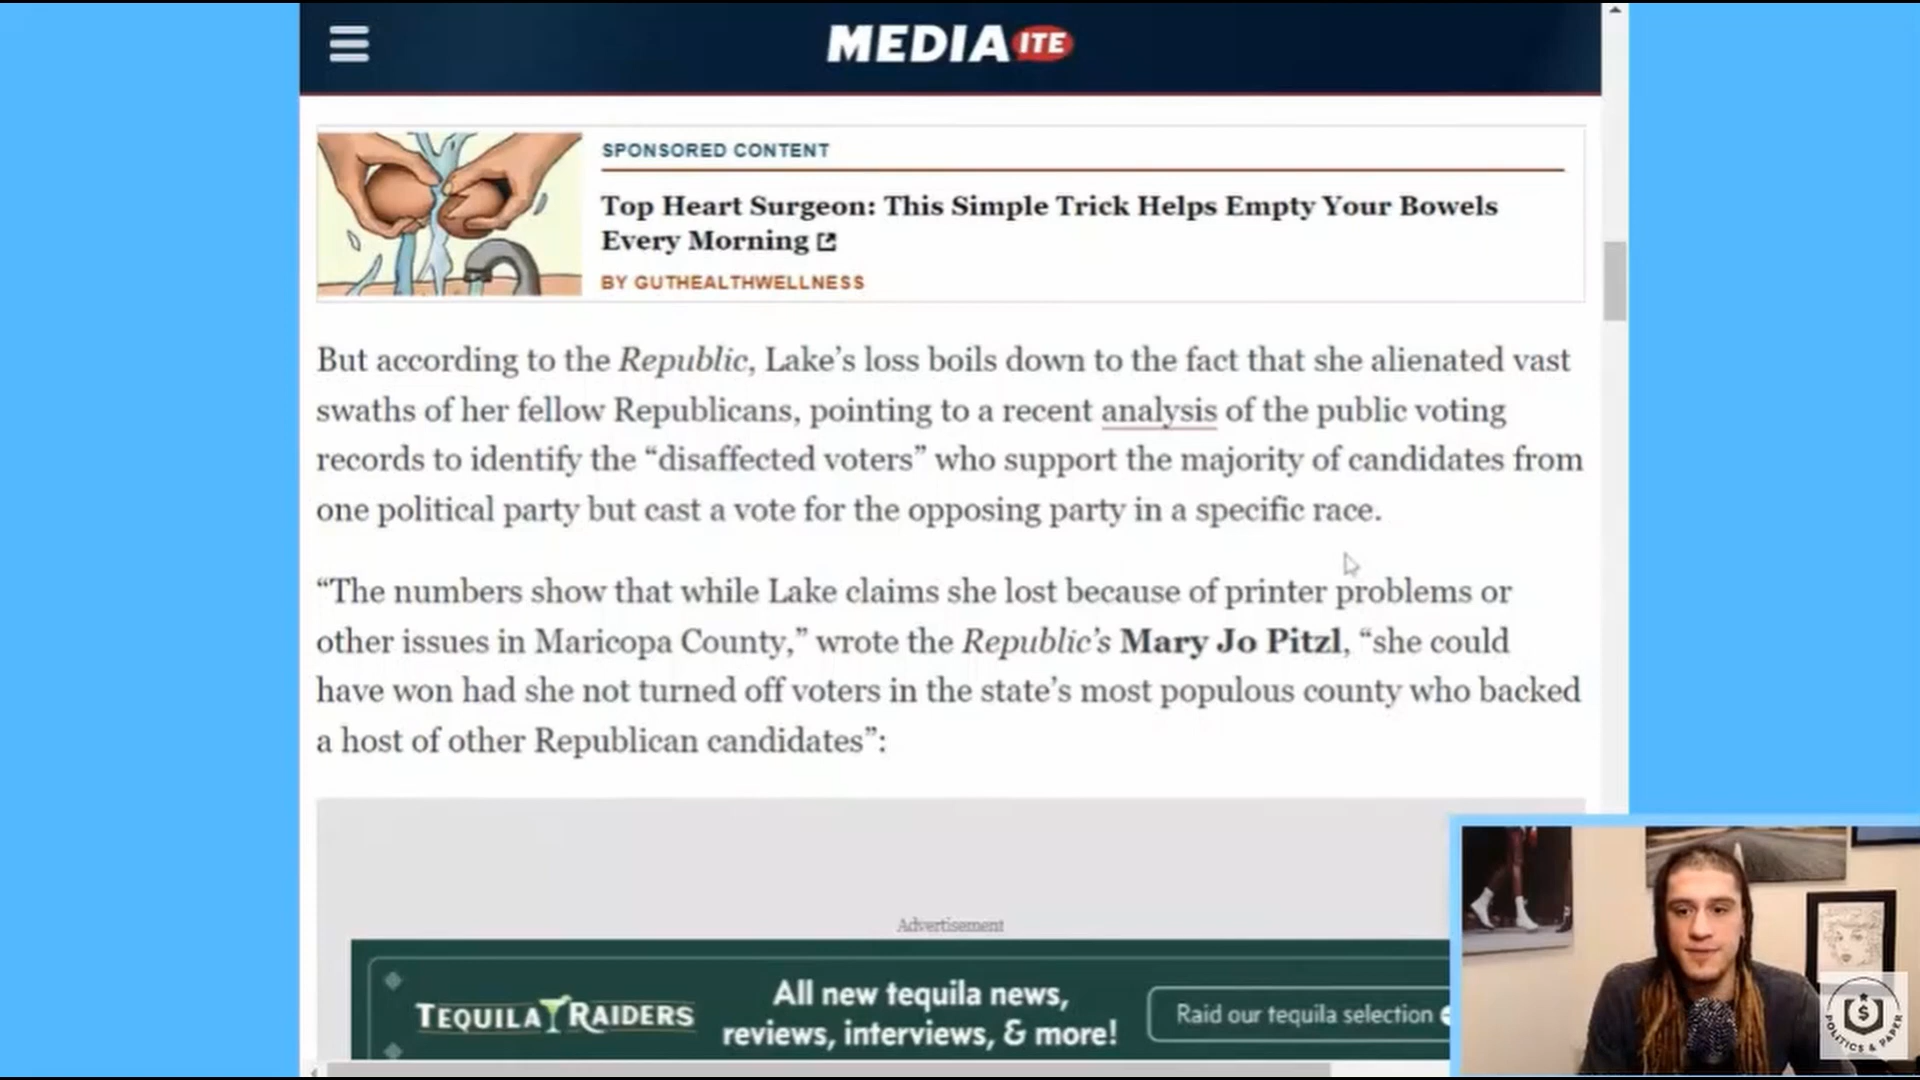 MEDIAITE
SPONSORED CONTENT
Top Heart Surgeon: This Simple Trick Helps Empty Your Bowels
Every Morning
BY GUTHEALTHWELLNESS
But according to the Republic, Lake’s loss boils down to the fact that she alienated vast
swaths of her fellow Republicans, pointing to a recent analysis of the public voting
records to identify the “disaffected voters” who support the majority of candidates from
one political party but cast a vote for the opposing party in a specific race.
“The numbers show that while Lake claims she lost because of printer problems or
other issues in Maricopa County,” wrote the Republic’s Mary Jo Pitzl, “she could
have won had she not turned off voters in the state’s most populous county who backed
a host of other Republican candidates”:
Advertisement
TEQUILA RAIDERS
All new tequila news,
reviews, interviews, & more!
Raid our tequila selection
$
POLITICS & PAPER